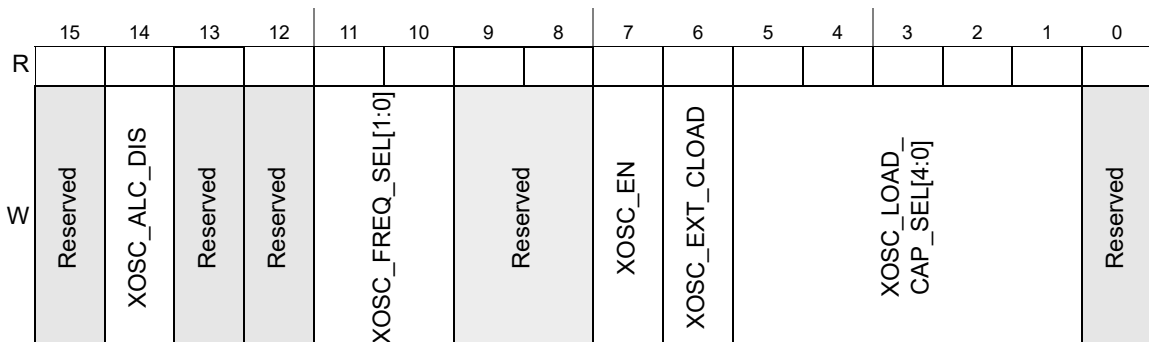 15 14 13 12 11 10 9 8 7 6 5 4 3 2 1 0
R
W
Reserved
XOSC_ALC_DIS
Reserved
Reserved
XOSC_FREQ_SEL[1:0]
Reserved
XOSC_EN
XOSC_EXT_CLOAD
XOSC_LOAD_
CAP_SEL[4:0]
Reserved